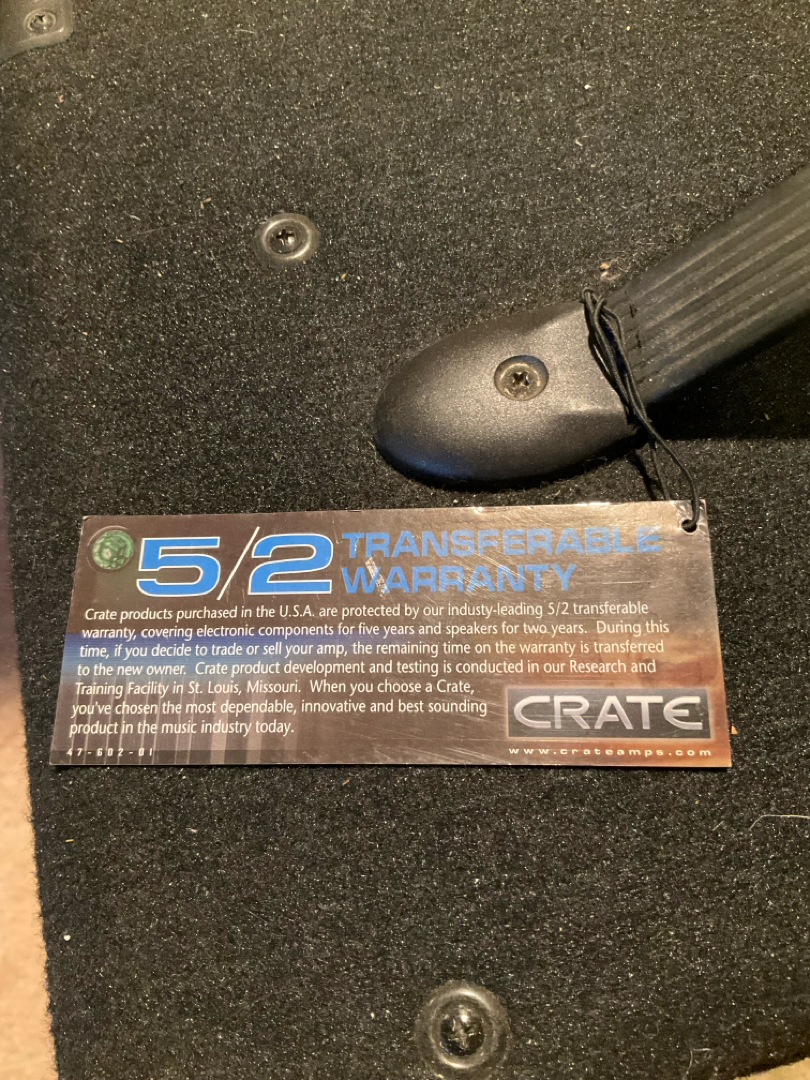 5/2 TRANSFERABLE
WARRANTY
Crate products purchased in the U.S.A. are protected by our industy-leading 5/2 transferable
warranty, covering electronic components for five years and speakers for two years. During this
time, if you decide to trade or sell your amp, the remaining time on the warranty is transferred
to the new owner. Crate product development and testing is conducted in our Research and
Training Facility in St. Louis, Missouri. When you choose a Crate,
you've chosen the most dependable, innovative and best sounding
product in the music industry today.
CRATE
47-602-01
www.crateamps.com